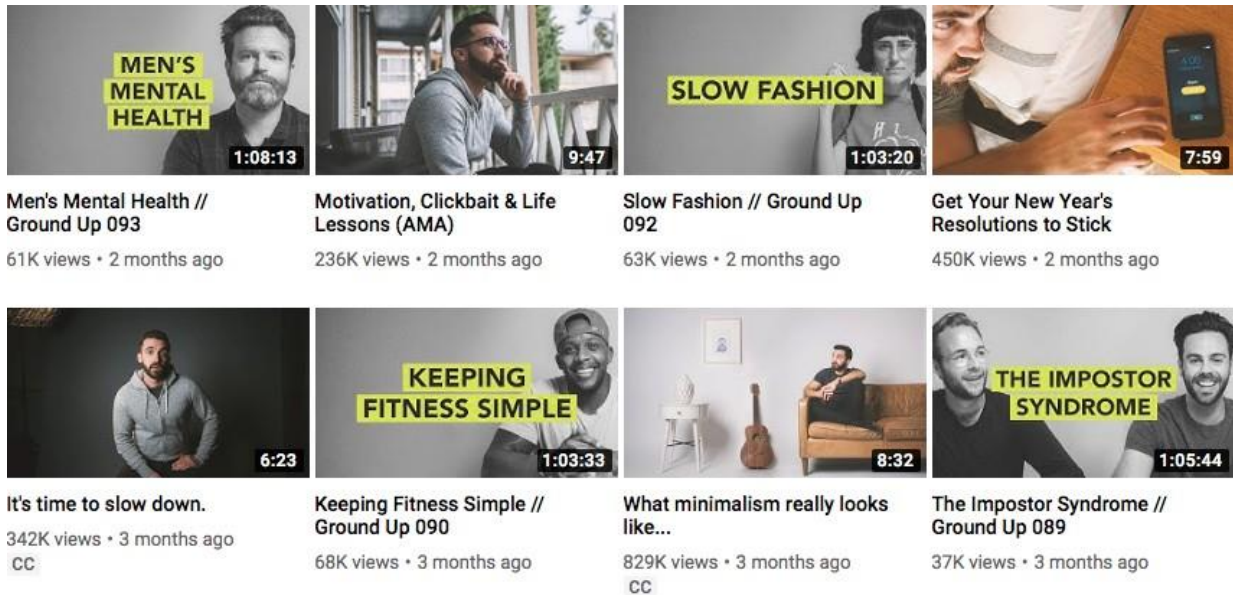 MEN'S
MENTAL
HEALTH
1:08:13
Men's Mental Health //
Ground Up 093
61K views • 2 months ago
9:47
Motivation, Clickbait & Life
Lessons (AMA)
236K views • 2 months ago
SLOW FASHION
1:03:20
Slow Fashion // Ground Up
092
63K views • 2 months ago
7:59
Get Your New Year's
Resolutions to Stick
450K views • 2 months ago
6:23
It's time to slow down.
342K views • 3 months ago
CC
KEEPING
FITNESS SIMPLE
1:03:33
Keeping Fitness Simple //
Ground Up 090
68K views • 3 months ago
8:32
What minimalism really looks
like...
829K views • 3 months ago
CC
THE IMPOSTOR
SYNDROME
1:05:44
The Impostor Syndrome //
Ground Up 089
37K views • 3 months ago